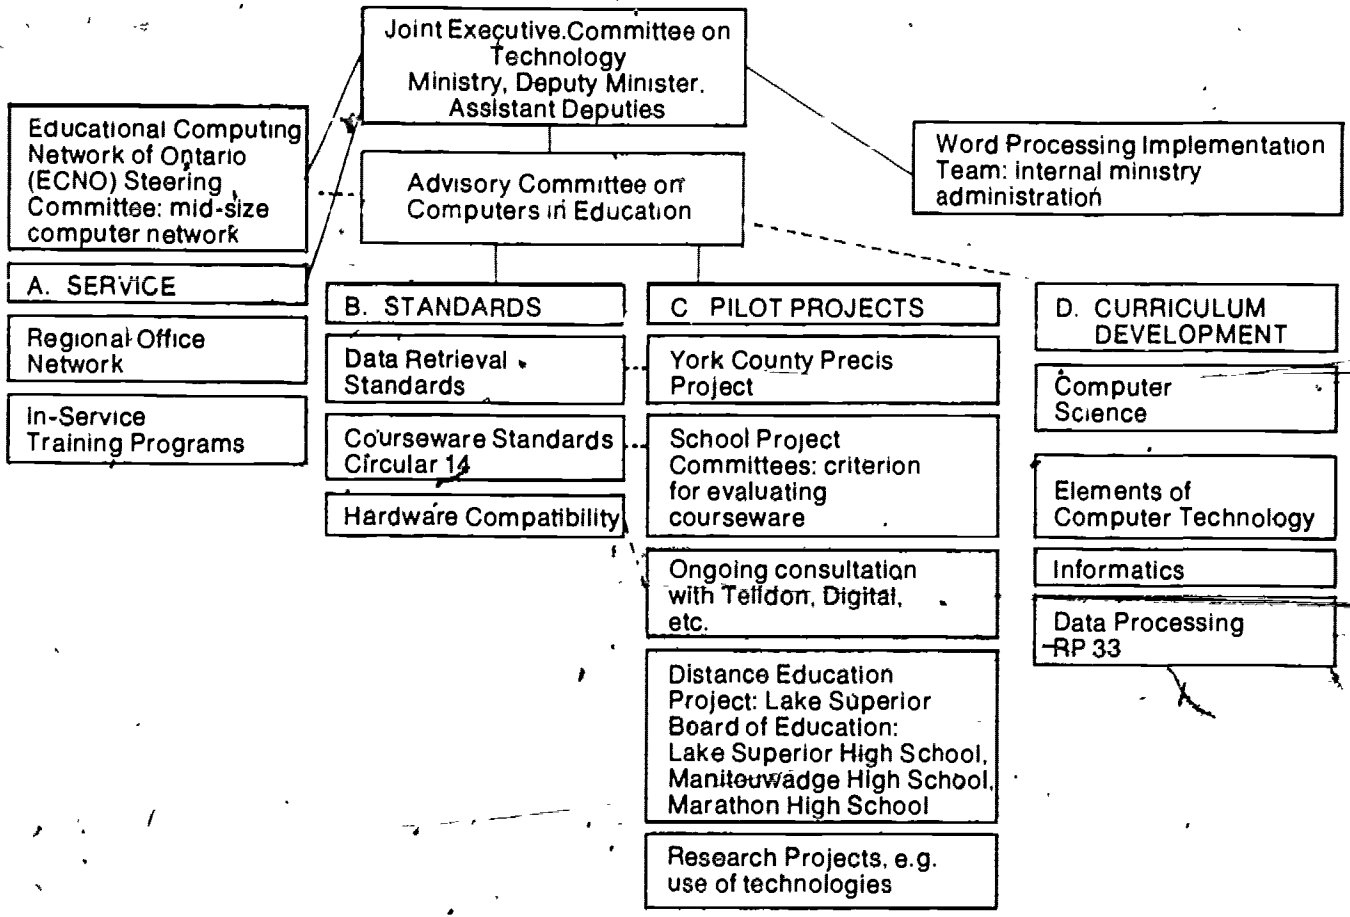 Joint Executive Committee on
Technology
Ministry, Deputy Minister.
Assistant Deputies
Educational Computing
Network of Ontario
(ECNO) Steering
Committee: mid-size
computer network
Advisory Committee on
Computers in Education
Word Processing Implementation
Team: internal ministry
administration
A. SERVICE
Regional Office
Network
In-Service
Training Programs
B. STANDARDS
Data Retrieval
Standards
Courseware Standards
Circular 14
Hardware Compatibility
C PILOT PROJECTS
York County Precis
Project
School Project
Committees: criterion
for evaluating
courseware
Ongoing consultation
with Telidon, Digital,
etc.
Distance Education
Project: Lake Superior
Board of Education:
Lake Superior High School,
Manitouwadge High School,
Marathon High School
Research Projects, e.g.
use of technologies
D. CURRICULUM
DEVELOPMENT
Computer
Science
Elements of
Computer Technology
Informatics
Data Processing
RP 33